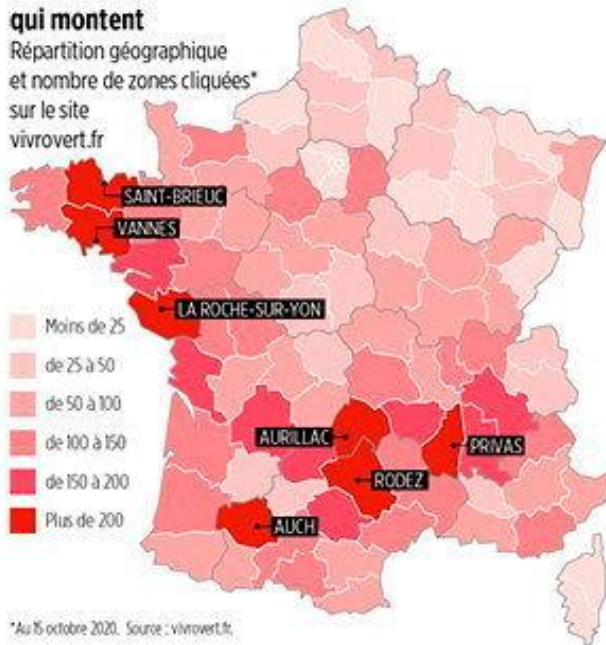 qui montent
Répartition géographique
et nombre de zones cliquées*
sur le site
vivrovert.fr
SAINT-BRIEUC
VANNES
LA ROCHE-SUR-YON
Moins de 25
de 25 à 50
de 50 à 100
de 100 à 150
de 150 à 200
Plus de 200
AURILLAC
PRIVAS
RODEZ
AUCH
*Au 15 octobre 2020. Source : vivrovert.fr.